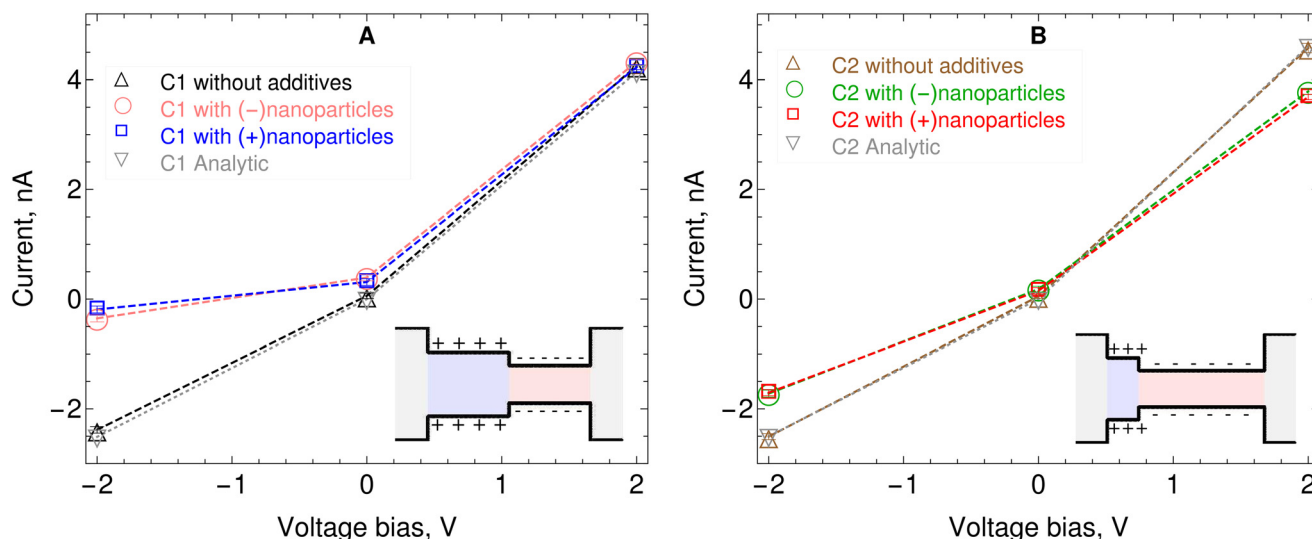 A
C1 without additives
C1 with (−)nanoparticles
C1 with (+)nanoparticles
C1 Analytic
Current, nA
4
2
0
−2
+ + + +
- - - - - -
- - - - - -
+ + + +
−2 −1 0 1 2
Voltage bias, V
B
C2 without additives
C2 with (−)nanoparticles
C2 with (+)nanoparticles
C2 Analytic
Current, nA
4
2
0
−2
+++
- - - -
- - - -
+++
−2 −1 0 1 2
Voltage bias, V